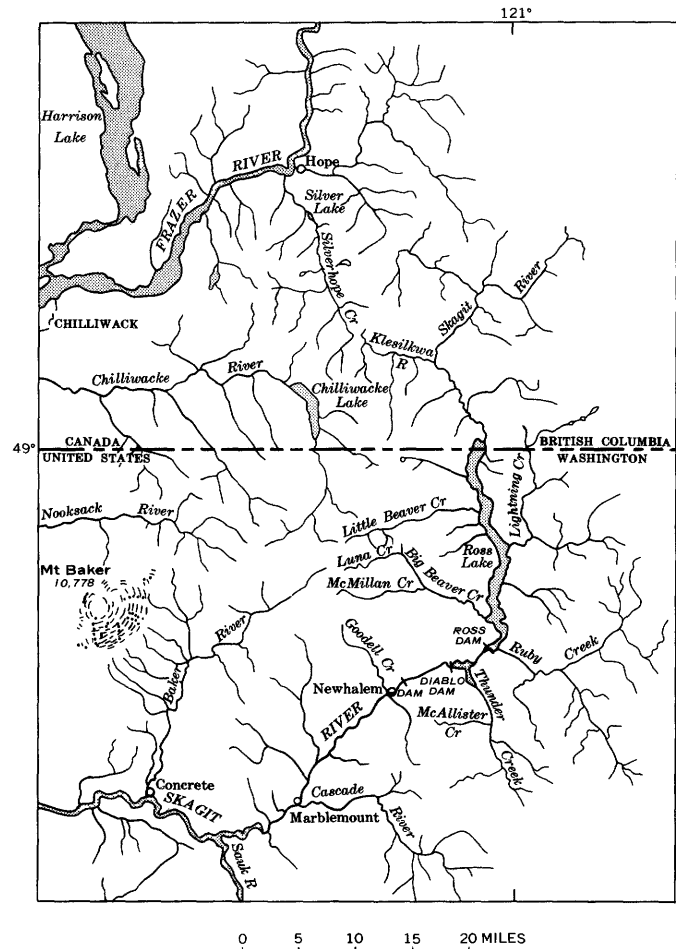 121°
Harrison
Lake
FRAZER RIVER
Hope
Silver
Lake
Silverhope Cr
Skagit River
CHILLIWACK
Klesilkwa
R
Chilliwacke River
Chilliwacke
Lake
49°
CANADA
UNITED STATES
BRITISH COLUMBIA
WASHINGTON
Lightning Cr
Nooksack River
Little Beaver Cr
Ross
Lake
Luna Cr
Big Beaver Cr
Mt Baker
10,778
McMillan Cr
ROSS
DAM
Ruby Creek
Goodell Cr
Baker River
DIABLO
DAM
Newhalem
DAM
Thunder Creek
McAllister
Cr
SKAGIT RIVER
Concrete
Cascade River
Marblemount
Sauk R
0 5 10 15 20 MILES